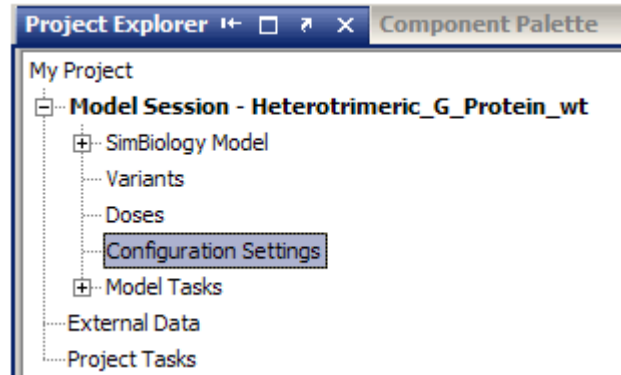 Project Explorer Component Palette
My Project
Model Session - Heterotrimeric_G_Protein_wt
SimBiology Model
Variants
Doses
Configuration Settings
Model Tasks
External Data
Project Tasks